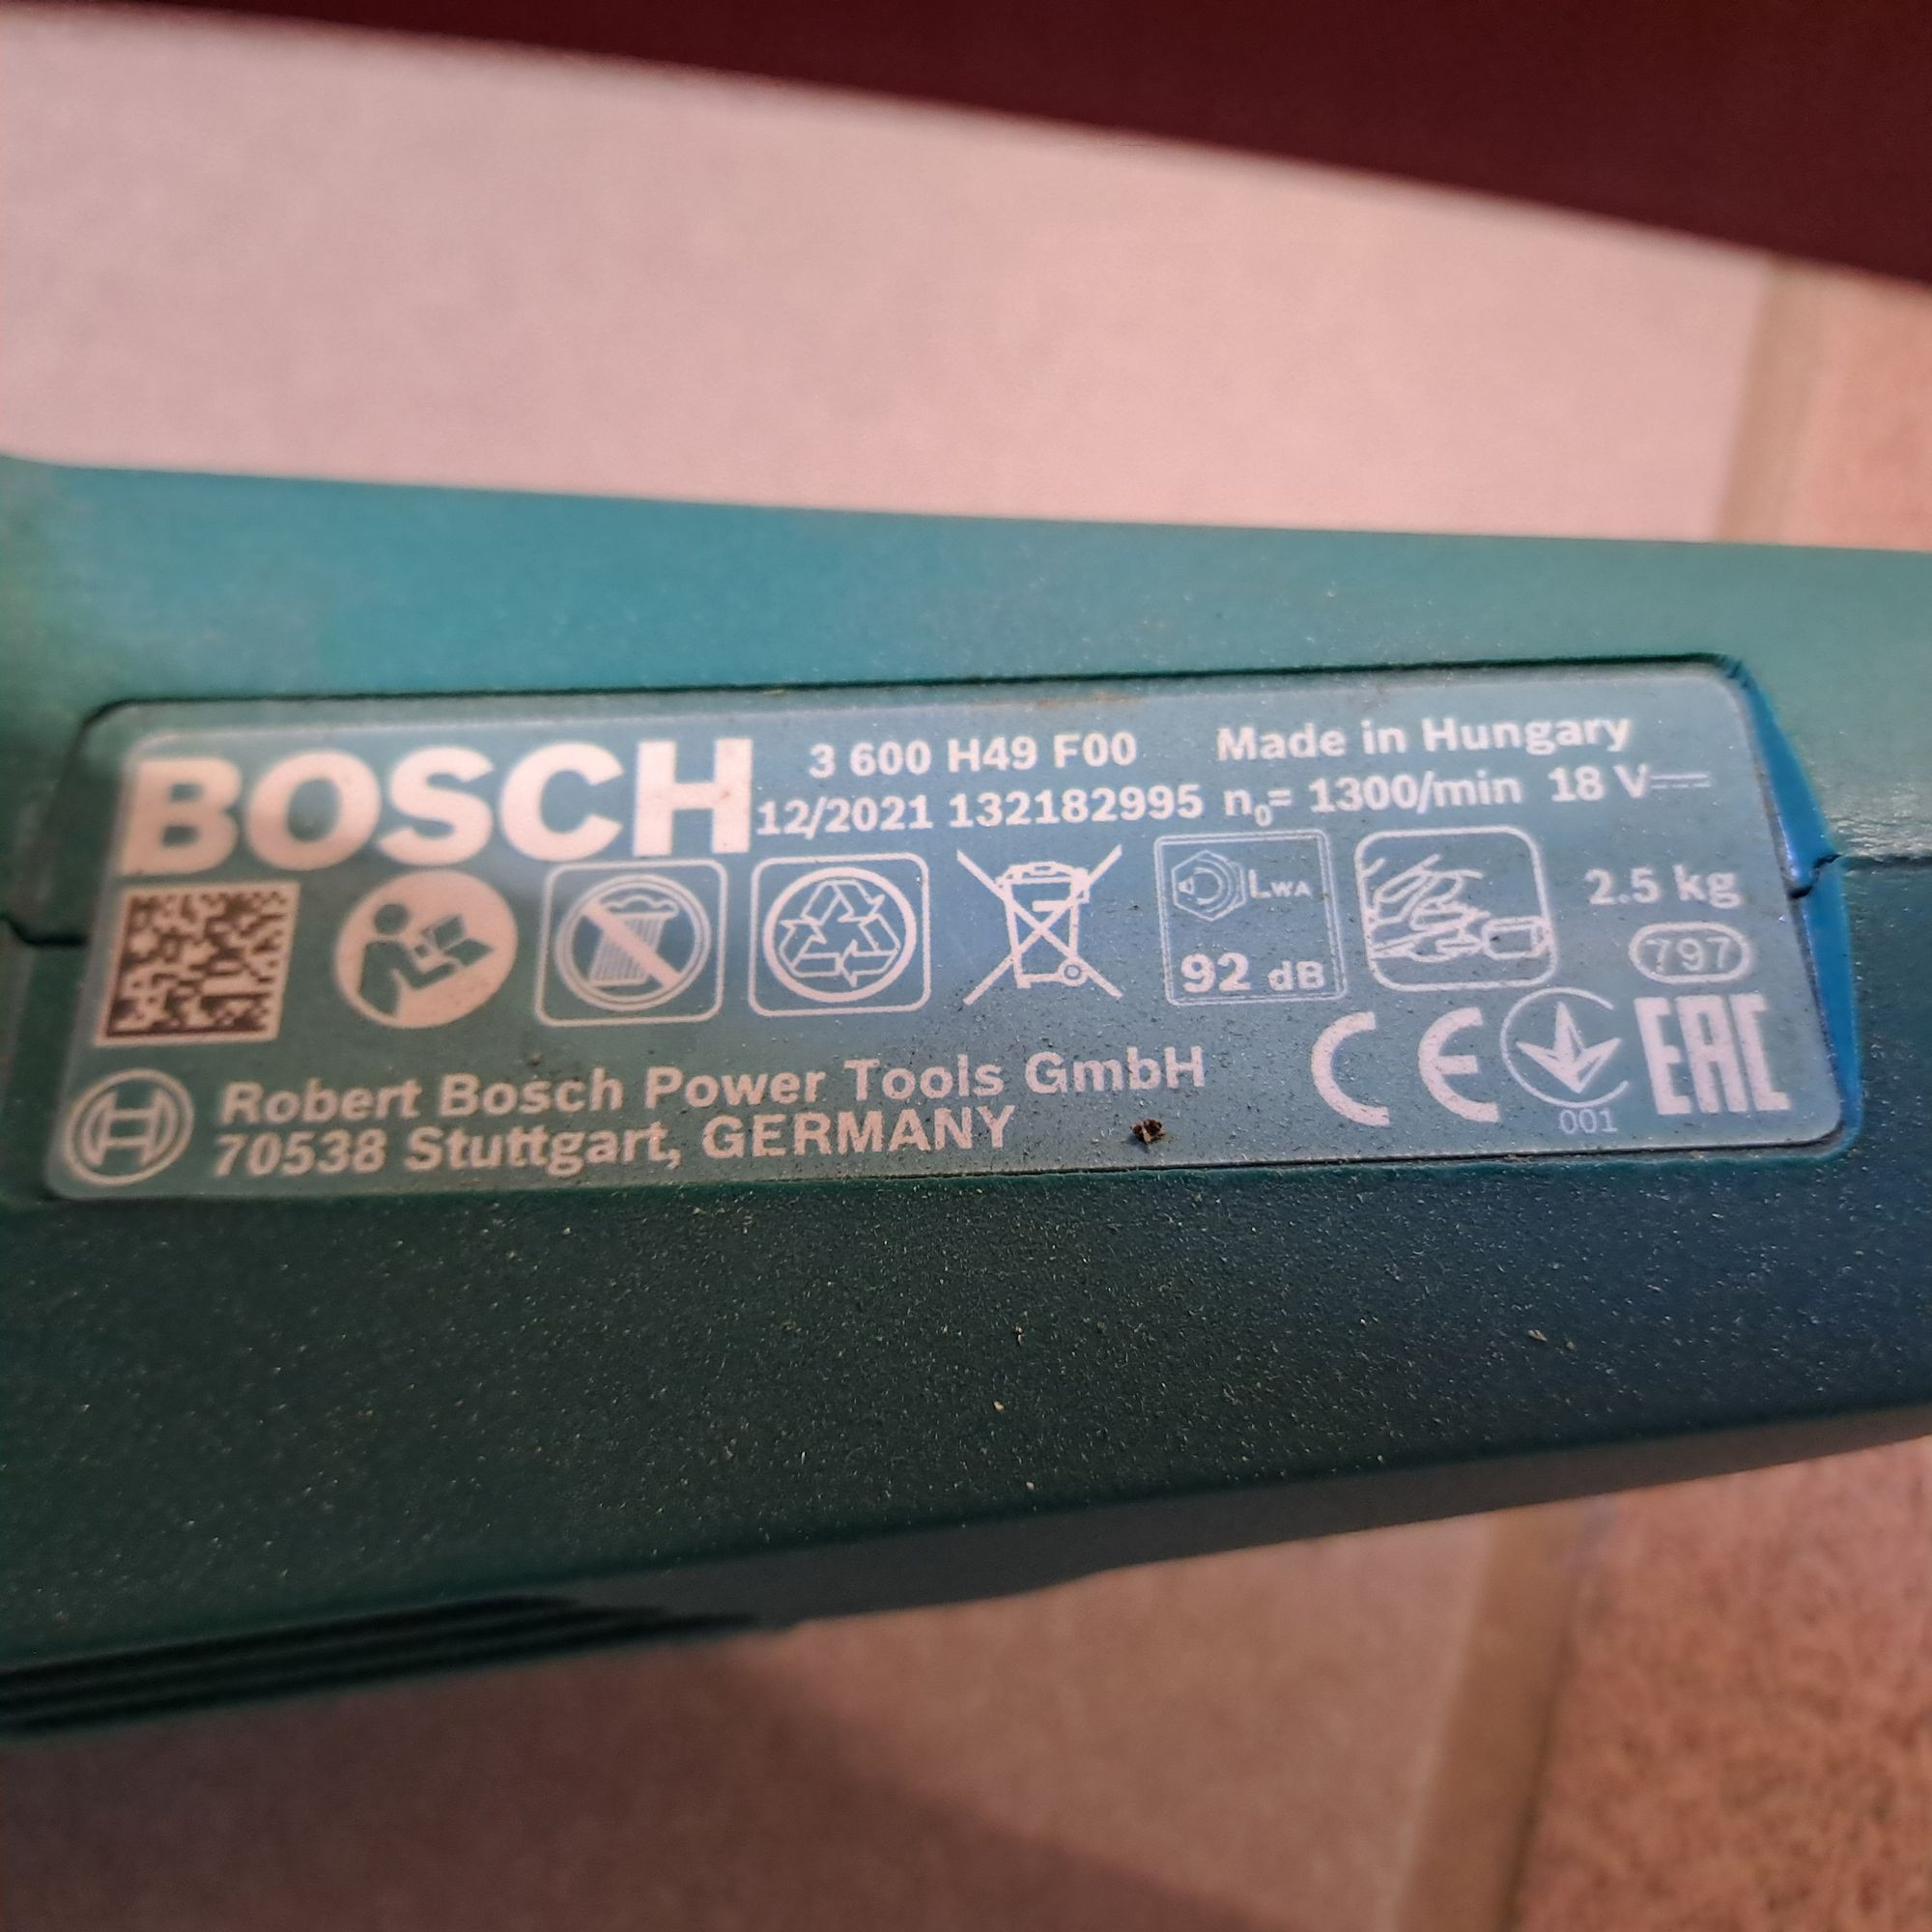 BOSCH 3 600 H49 F00 Made in Hungary
12/2021 132182995 n₀= 1300/min 18 V⎓
LWA
92 dB
2.5 kg
797
Robert Bosch Power Tools GmbH
70538 Stuttgart, GERMANY
CE
001
EAC